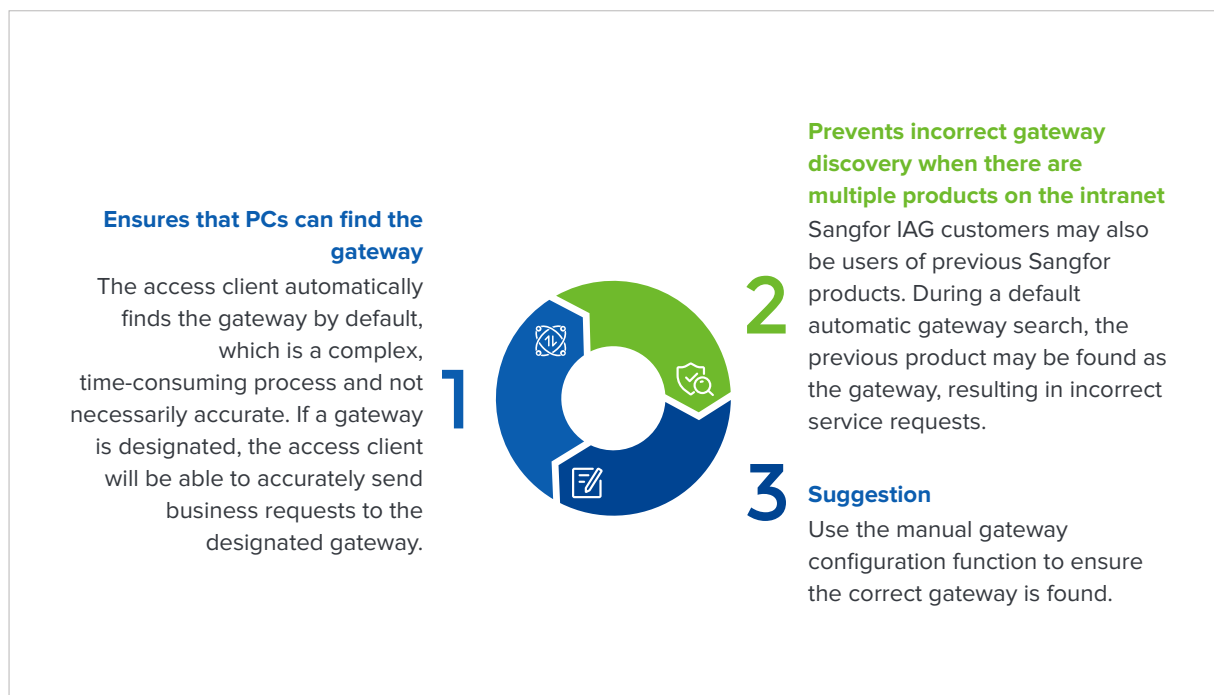 Ensures that PCs can find the
gateway
The access client automatically
finds the gateway by default,
which is a complex,
time-consuming process and not
necessarily accurate. If a gateway
is designated, the access client
will be able to accurately send
business requests to the
designated gateway.
1
2
Prevents incorrect gateway
discovery when there are
multiple products on the intranet
Sangfor IAG customers may also
be users of previous Sangfor
products. During a default
automatic gateway search, the
previous product may be found as
the gateway, resulting in incorrect
service requests.
3
Suggestion
Use the manual gateway
configuration function to ensure
the correct gateway is found.